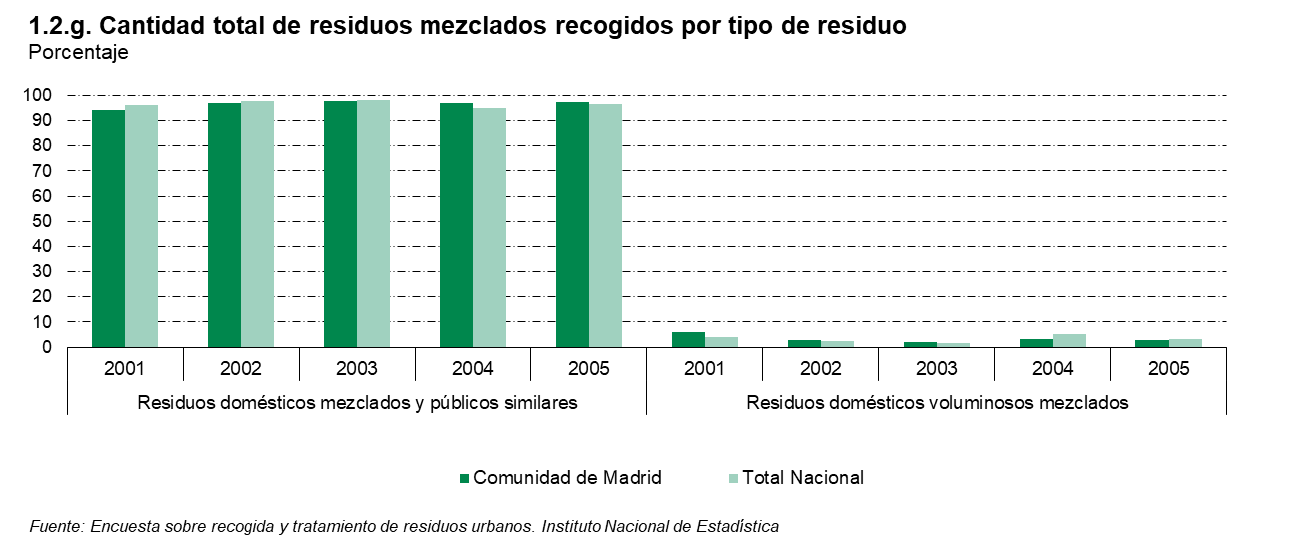 1.2.g. Cantidad total de residuos mezclados recogidos por tipo de residuo
Porcentaje
100
90
80
70
60
50
40
30
20
10
0
2001 2002 2003 2004 2005 2001 2002 2003 2004 2005
Residuos domésticos mezclados y públicos similares Residuos domésticos voluminosos mezclados
Comunidad de Madrid Total Nacional
Fuente: Encuesta sobre recogida y tratamiento de residuos urbanos. Instituto Nacional de Estadística